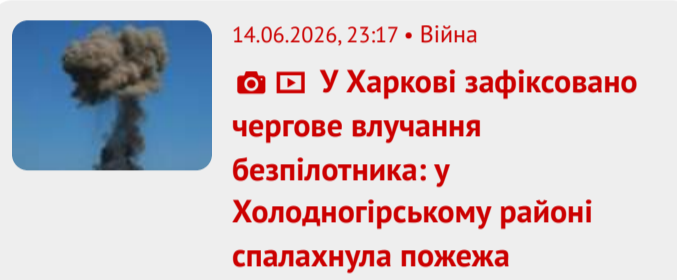 14.06.2026, 23:17 • Війна
У Харкові зафіксовано
чергове влучання
безпілотника: у
Холодногірському районі
спалахнула пожежа